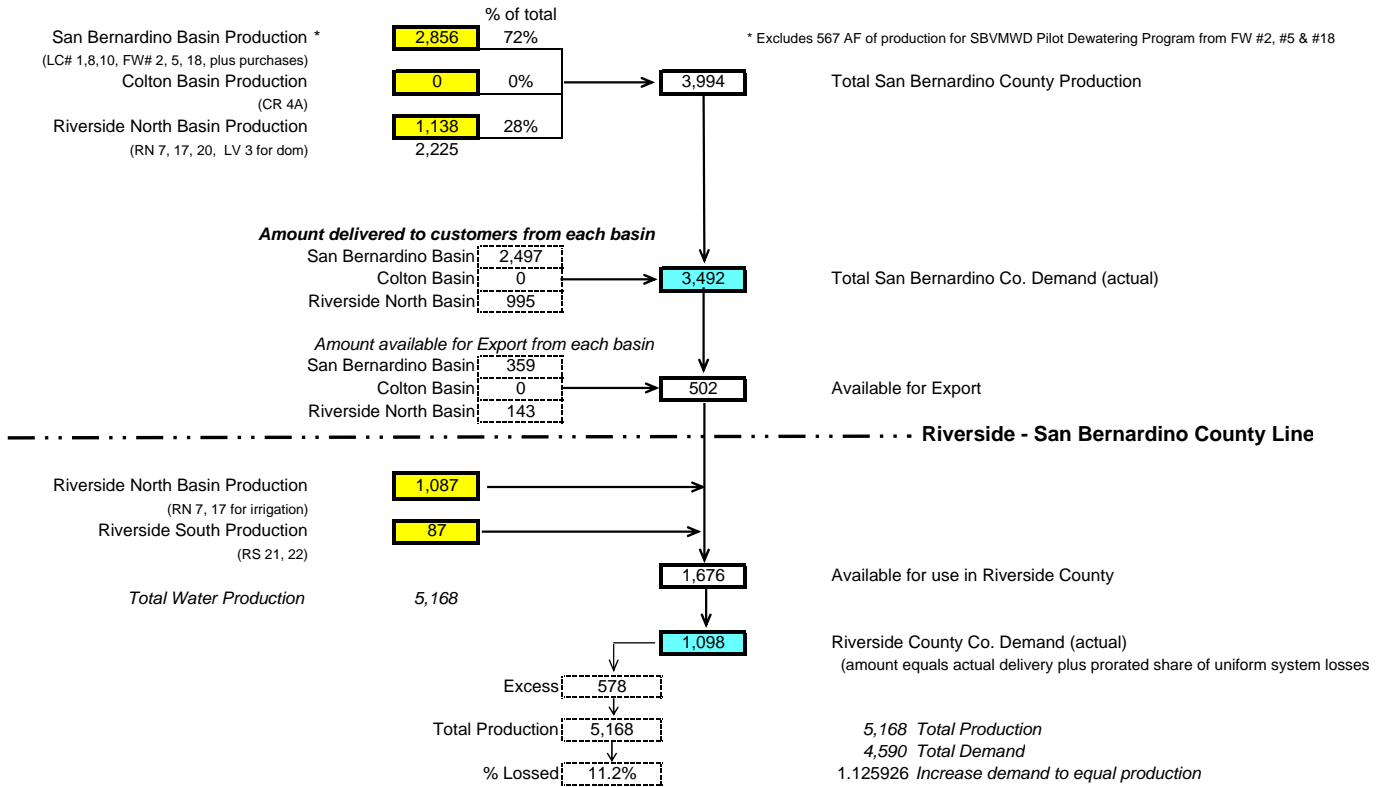 % of total
San Bernardino Basin Production * 2,856 72% * Excludes 567 AF of production for SBVMWD Pilot Dewatering Program from FW #2, #5 & #18
(LC# 1,8,10, FW# 2, 5, 18, plus purchases)
Colton Basin Production 0 0% 3,994 Total San Bernardino County Production
(CR 4A)
Riverside North Basin Production 1,138 28%
(RN 7, 17, 20, LV 3 for dom) 2,225
Amount delivered to customers from each basin
San Bernardino Basin 2,497
Colton Basin 0 3,492 Total San Bernardino Co. Demand (actual)
Riverside North Basin 995
Amount available for Export from each basin
San Bernardino Basin 359
Colton Basin 0 502 Available for Export
Riverside North Basin 143
Riverside - San Bernardino County Line
Riverside North Basin Production 1,087
(RN 7, 17 for irrigation)
Riverside South Production 87
(RS 21, 22)
1,676 Available for use in Riverside County
Total Water Production 5,168
1,098 Riverside County Co. Demand (actual)
(amount equals actual delivery plus prorated share of uniform system losses
Excess 578
Total Production 5,168 5,168 Total Production
4,590 Total Demand
% Lossed 11.2% 1.125926 Increase demand to equal production